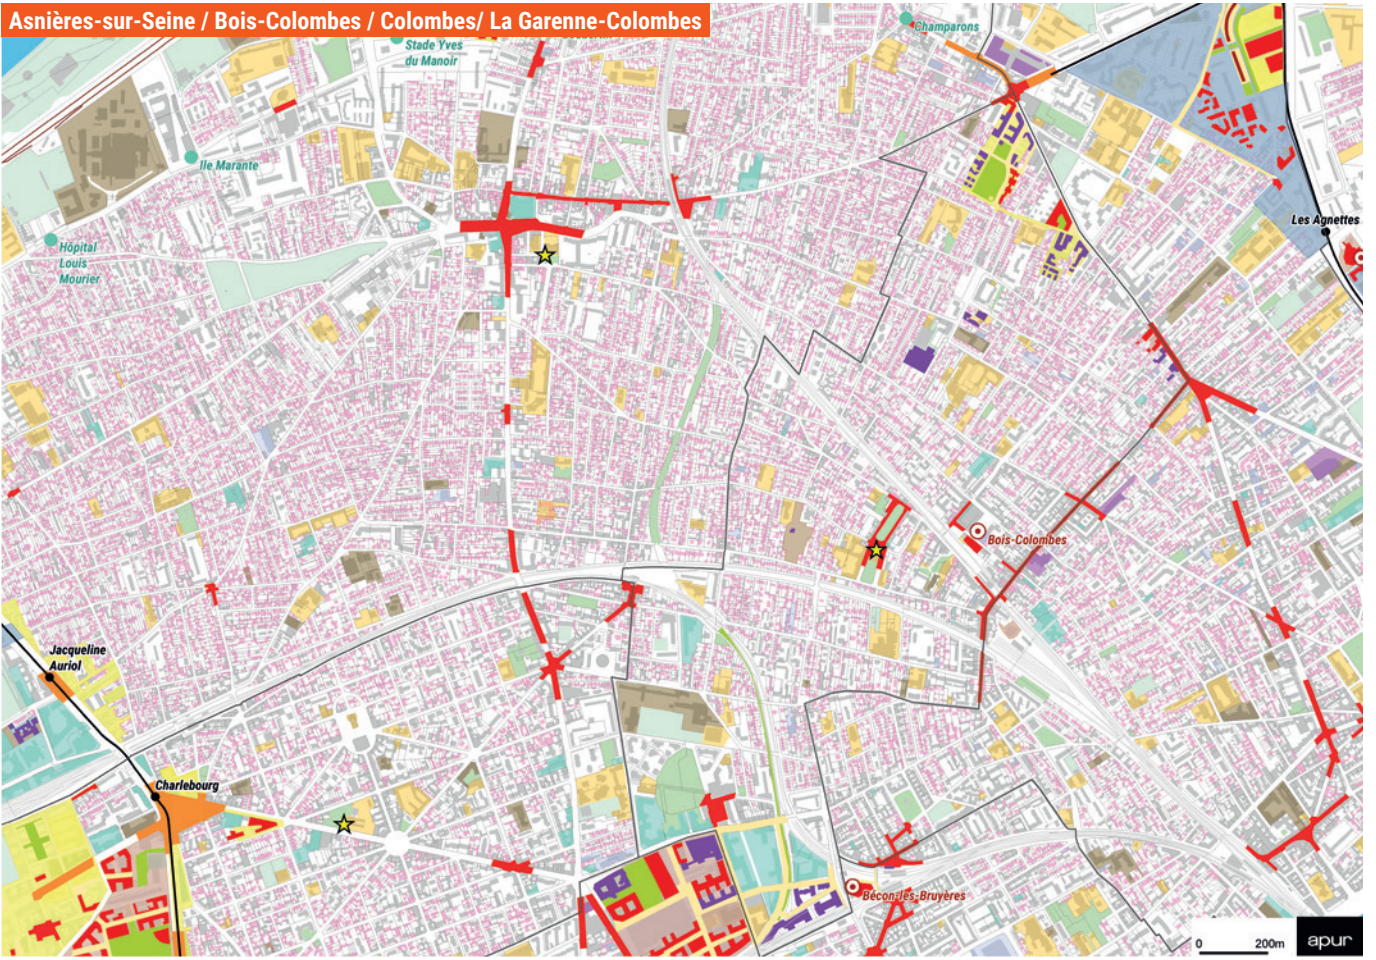 Asnières-sur-Seine / Bois-Colombes / Colombes/ La Garenne-Colombes
Champarons
Stade Yves
du Manoir
Ile Marante
Les Agnettes
Hôpital
Louis
Mourier
Bois-Colombes
Jacqueline
Auriol
Charlebourg
Bécon-les-Bruyères
0 200m
apur